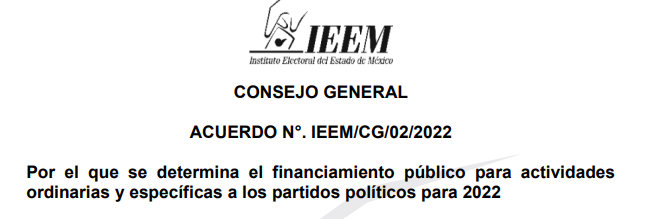 IEEM
Instituto Electoral del Estado de México
CONSEJO GENERAL
ACUERDO N°. IEEM/CG/02/2022
Por el que se determina el financiamiento público para actividades
ordinarias y específicas a los partidos políticos para 2022